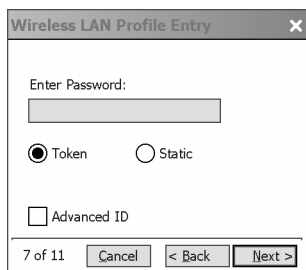 Wireless LAN Profile Entry
Enter Password:
Token Static
Advanced ID
7 of 11 Cancel < Back Next >